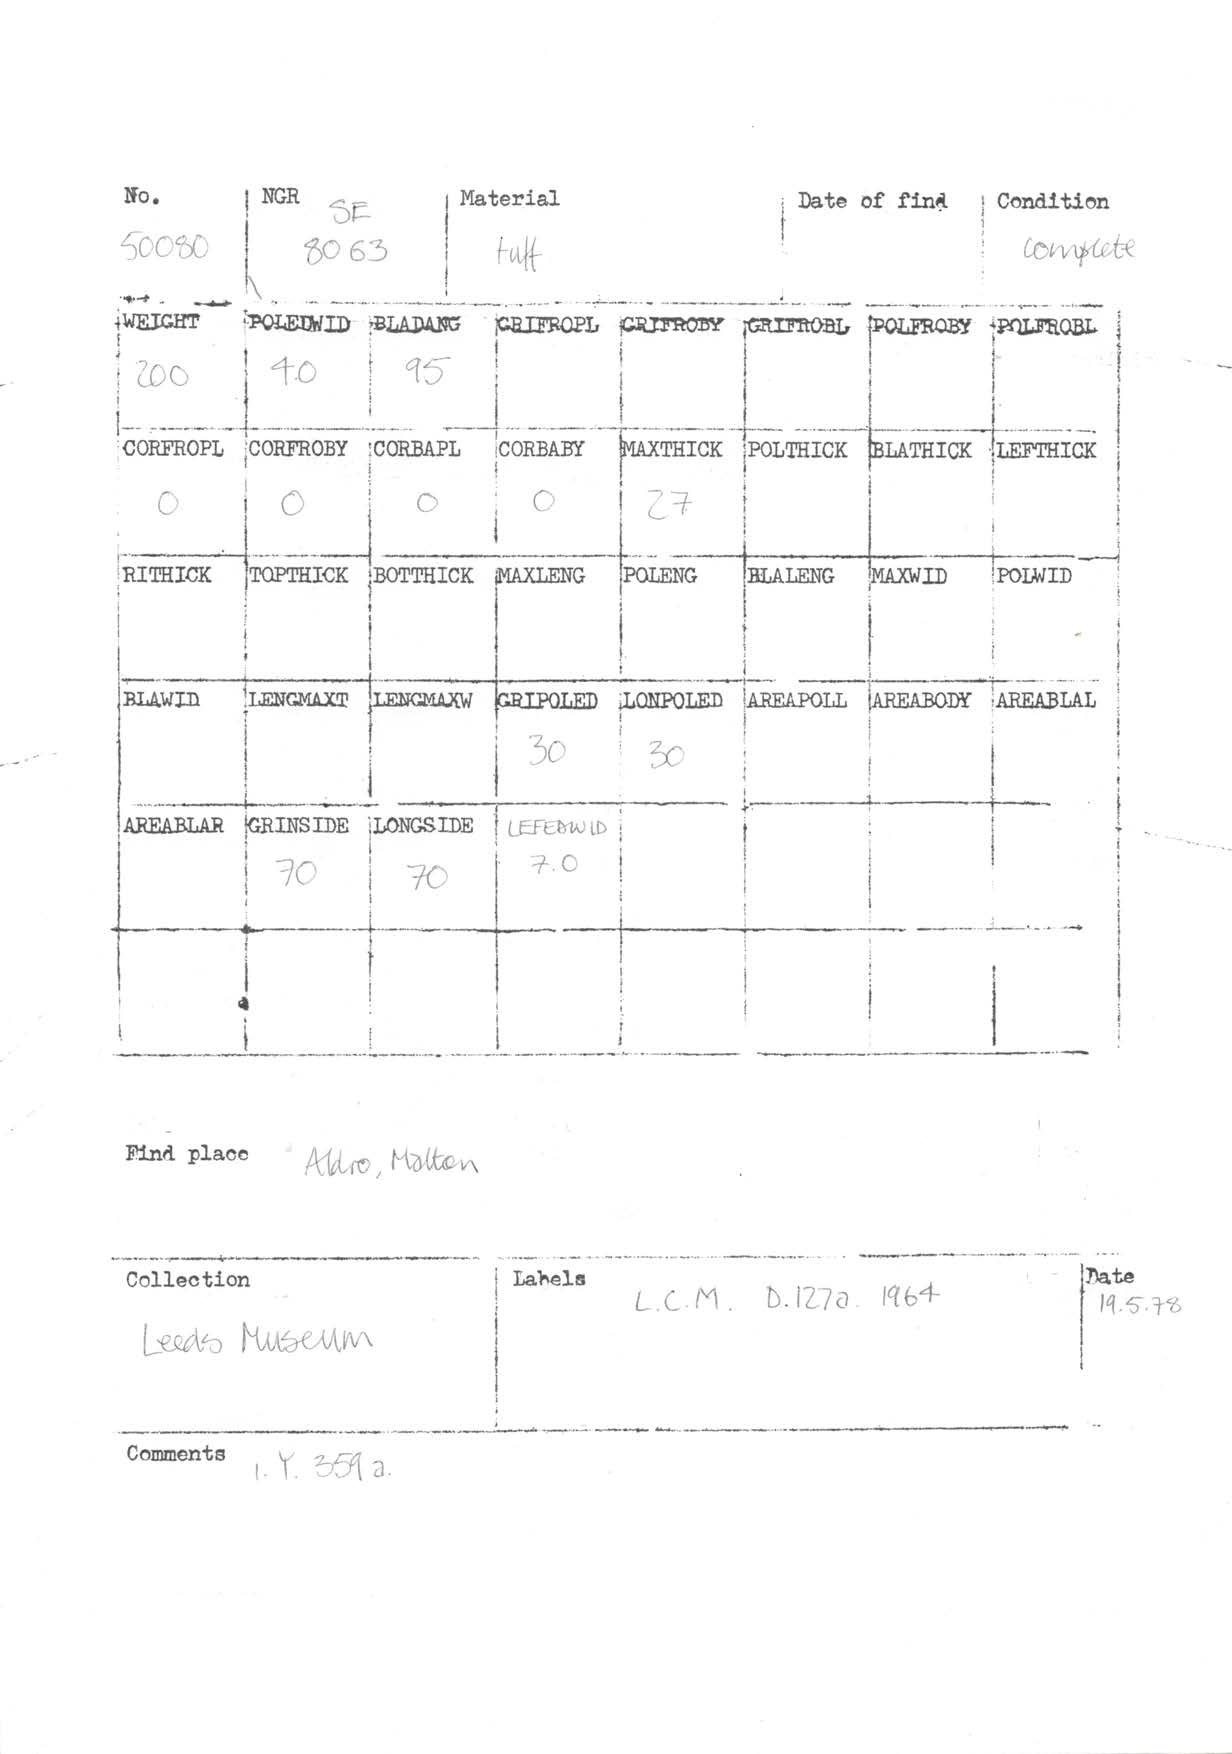 No. NGR Material Date of find Condition
SE
50080 8063 tuff complete
WEIGHT POLEDWID BLADANG GRIFROPL GRIFROBY GRIFROBL POLFROBY POLFROBL
200 4.0 95
CORFROPL CORFROBY CORBAPL CORBABY MAXTHICK POLTHICK BLATHICK LEFTHICK
0 0 0 0 27
RITHICK TOPTHICK BOTTHICK MAXLENG POLENG BLALENG MAXWID POLWID
BLAWID LENGMAXT LENGMAXW GRIPOLED LONPOLED AREAPOLL AREABODY AREABLAL
30 30
AREABLAR GRINSIDE LONGSIDE LEFEDWID
70 70 7.0
Find place Aldro, Malton
Collection Labels Date
L.C.M. D.127a. 1964 19.5.78
Leeds Museum
Comments 1. Y. 359a.